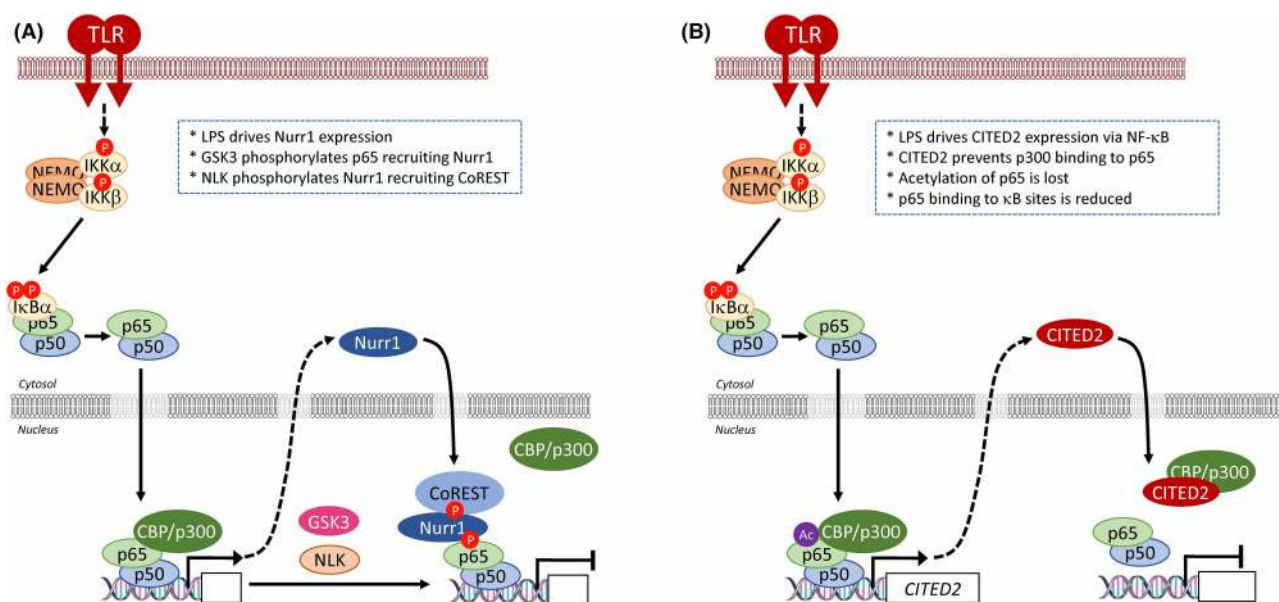 (A)
TLR
P
IKKα
NEMO
NEMO
P
IKKβ
* LPS drives Nurr1 expression
* GSK3 phosphorylates p65 recruiting Nurr1
* NLK phosphorylates Nurr1 recruiting CoREST
P P
IκBα
p65
p50
p65
p50
Nurr1
Cytosol
Nucleus
CBP/p300
CoREST
P
Nurr1
P
p65
p50
GSK3
NLK
CBP/p300
p65
p50
(B)
TLR
P
IKKα
NEMO
NEMO
P
IKKβ
* LPS drives CITED2 expression via NF-κB
* CITED2 prevents p300 binding to p65
* Acetylation of p65 is lost
* p65 binding to κB sites is reduced
P P
IκBα
p65
p50
p65
p50
CITED2
Cytosol
Nucleus
CBP/p300
CITED2
Ac
CBP/p300
p65
p50
CITED2
p65
p50